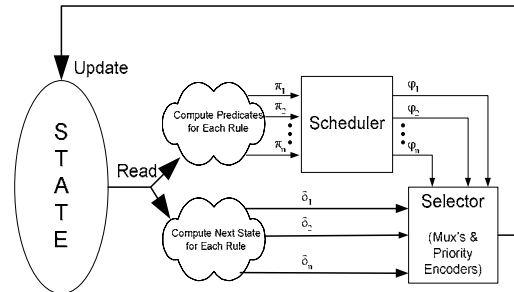 Update
STATE
Read
Compute Predicates
for Each Rule
π1
π2
πn
Scheduler
φ1
φ2
φn
Compute Next State
for Each Rule
δ1
δ2
δn
Selector
(Mux's &
Priority
Encoders)